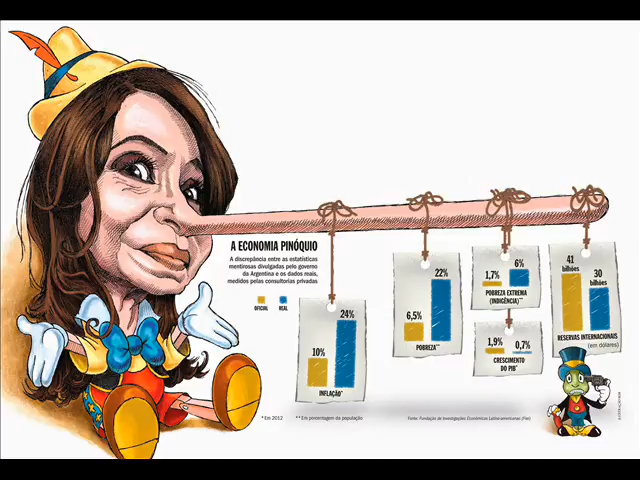 A ECONOMIA PINÓQUIO
A discrepância entre as estatísticas
mentirosas divulgadas pelo governo
da Argentina e os dados reais,
medidos pelas consultorias privadas
OFICIAL
REAL
10%
24%
INFLAÇÃO*
6,5%
22%
POBREZA**
1,7%
6%
POBREZA EXTREMA
(INDIGÊNCIA)**
1,9%
0,7%
CRESCIMENTO
DO PIB*
41
bilhões
30
bilhões
RESERVAS INTERNACIONAIS
(em dólares)
* Em 2012
** Em porcentagem da população
Fonte: Fundação de Investigações Econômicas Latino-americanas (Fiel)